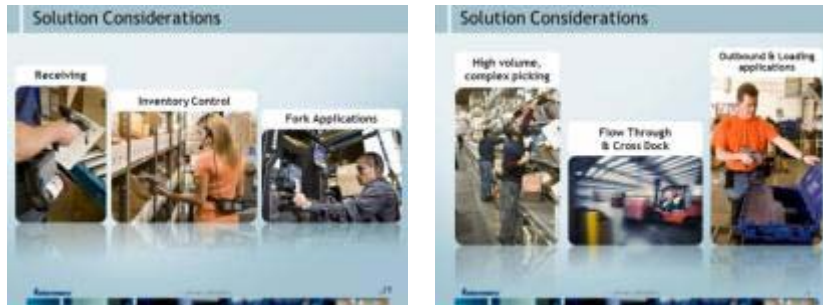 Solution Considerations
Receiving
Inventory Control
Fork Applications
Solution Considerations
High volume,
complex picking
Flow Through
& Cross Dock
Outbound & Loading
applications